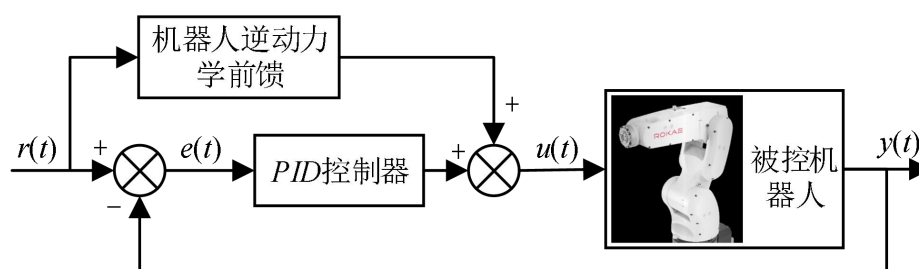 机器人逆动力
学前馈
r(t)
+
−
e(t)
PID控制器
+
+
u(t)
ROKAE
被控机
器人
y(t)